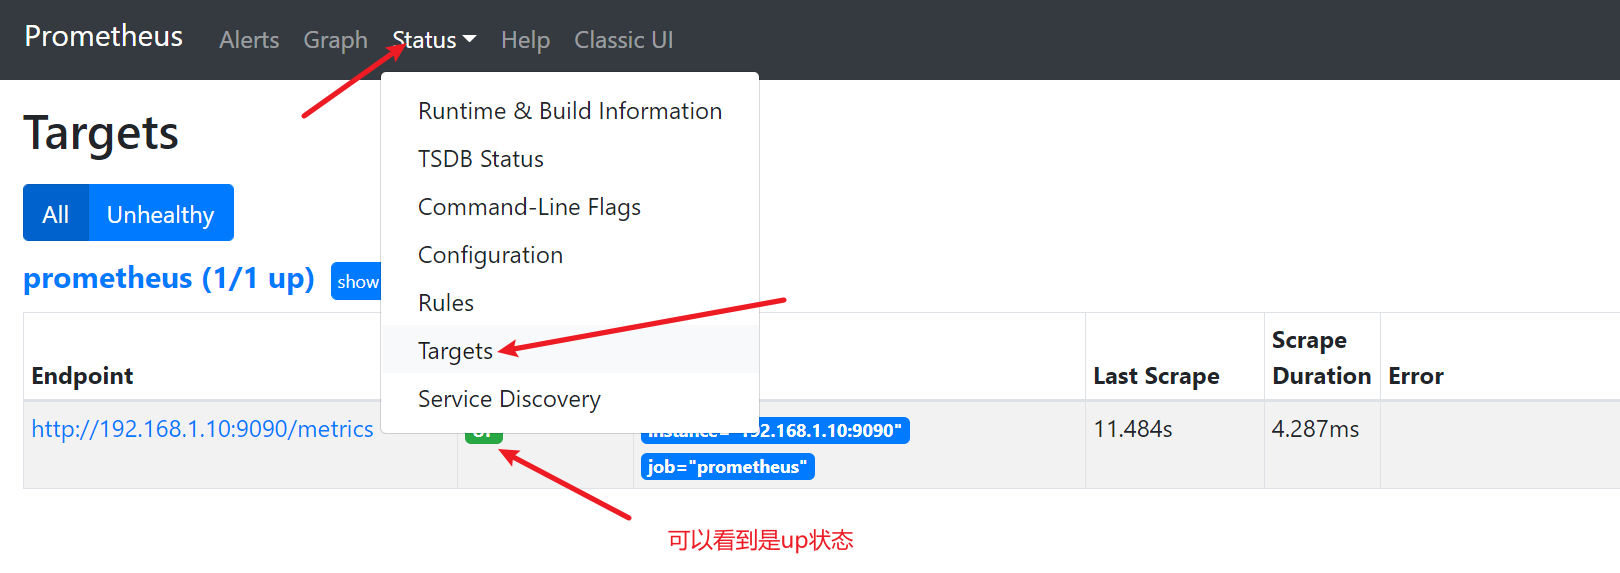 Prometheus Alerts Graph Status Help Classic UI
Runtime & Build Information
Targets
TSDB Status
All Unhealthy
Command-Line Flags
Configuration
prometheus (1/1 up) show
Rules
Targets
Service Discovery
Endpoint Last Scrape Scrape Duration Error
http://192.168.1.10:9090/metrics 192.168.1.10:9090" 11.484s 4.287ms
job="prometheus"
可以看到是up状态